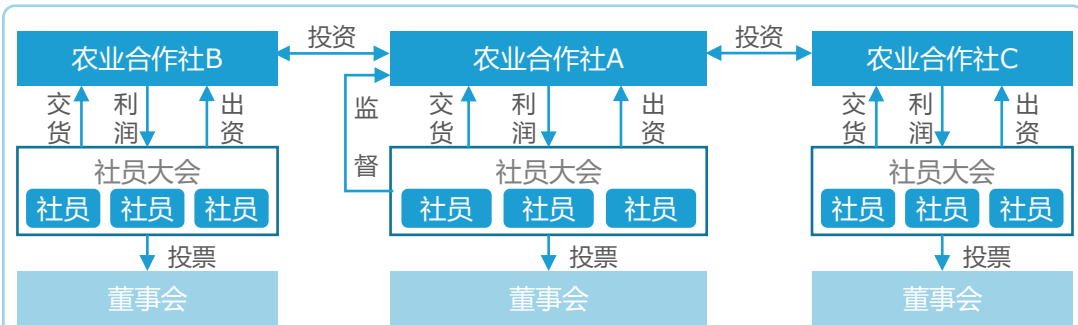 投资
投资
农业合作社B
农业合作社A
农业合作社C
交货
利润
出资
监督
交货
利润
出资
交货
利润
出资
社员大会
社员大会
社员大会
社员
社员
社员
社员
社员
社员
社员
社员
社员
投票
投票
投票
董事会
董事会
董事会